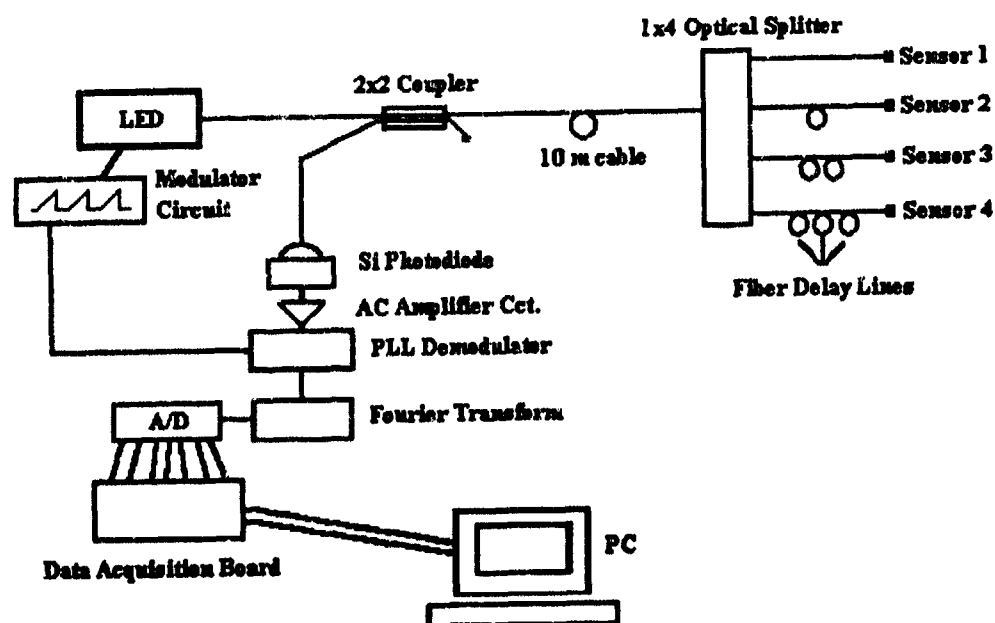 1x4 Optical Splitter
Sensor 1
2x2 Coupler
LED
Sensor 2
10 m cable
Sensor 3
Modulator
Circuit
Sensor 4
Si Photodiode
Fiber Delay Lines
AC Amplifier Cct.
PLL Demodulator
A/D
Fourier Transform
PC
Data Acquisition Board